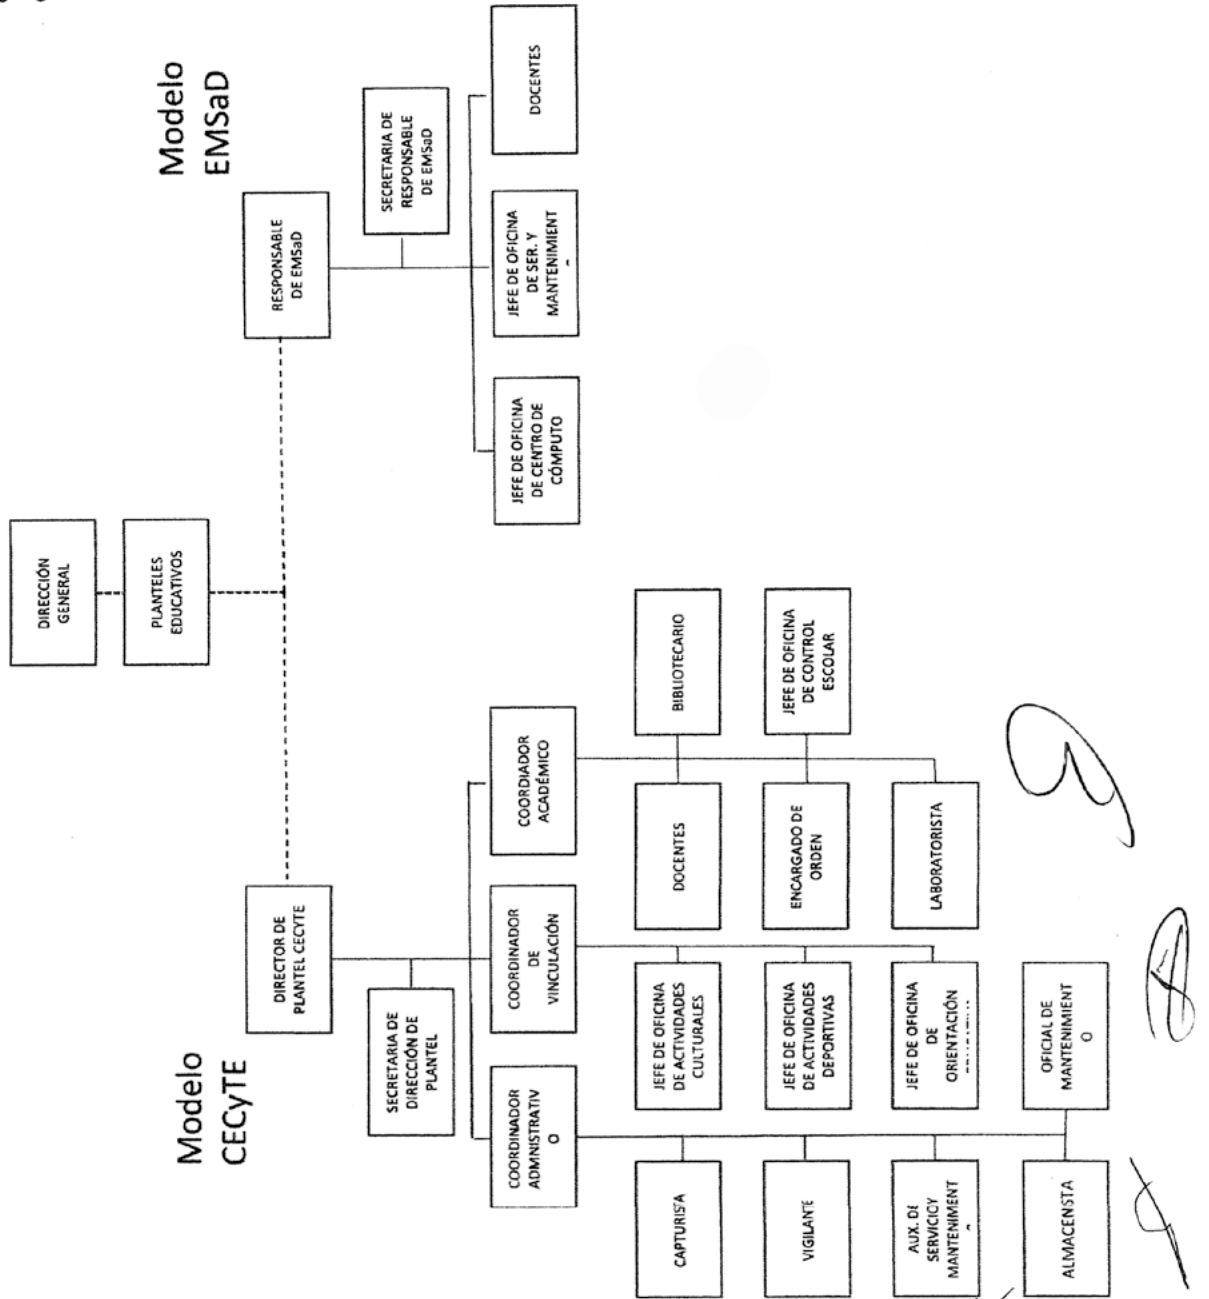 DIRECCIÓN
GENERAL
PLANTELES
EDUCATIVOS
Modelo
CECyTE
Modelo
EMSaD
DIRECTOR DE
PLANTEL CECYTE
RESPONSABLE
DE EMSaD
SECRETARIA DE
DIRECCIÓN DE
PLANTEL
SECRETARIA DE
RESPONSABLE
DE EMSaD
COORDINADOR
ADMNISTRATIV
O
COORDINADOR
DE
VINCULACIÓN
COORDIADOR
ACADÉMICO
JEFE DE OFICINA
DE CENTRO DE
CÓMPUTO
JEFE DE OFICINA
DE SER. Y
MANTENIMIENT
DOCENTES
CAPTURISTA
JEFE DE OFICINA
DE ACTIVIDADES
CULTURALES
DOCENTES
BIBLIOTECARIO
VIGILANTE
JEFE DE OFICINA
DE ACTIVIDADES
DEPORTIVAS
ENCARGADO DE
ORDEN
JEFE DE OFICINA
DE CONTROL
ESCOLAR
AUX. DE
SERVICIOY
MANTENIMENT
JEFE DE OFICINA
DE
ORIENTACIÓN
LABORATORISTA
ALMACENISTA
OFICIAL DE
MANTENIMIENT
O